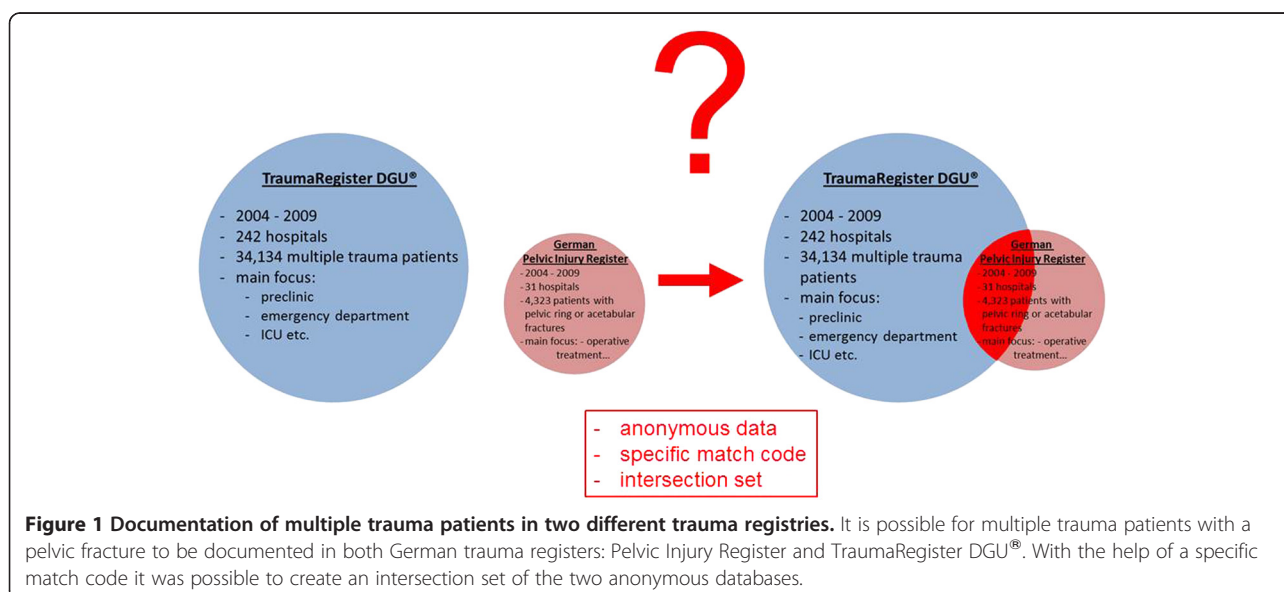 ?
TraumaRegister DGU®
- 2004 - 2009
- 242 hospitals
- 34,134 multiple trauma patients
- main focus:
- preclinic
- emergency department
- ICU etc.
German
Pelvic Injury Register
- 2004 - 2009
- 31 hospitals
- 4,323 patients with
pelvic ring or acetabular
fractures
- main focus: - operative
treatment...
TraumaRegister DGU®
- 2004 - 2009
- 242 hospitals
- 34,134 multiple trauma
patients
- main focus:
- preclinic
- emergency department
- ICU etc.
German
Pelvic Injury Register
- 2004 - 2009
- 31 hospitals
- 4,323 patients with
pelvic ring or acetabular
fractures
- main focus: - operative
treatment...
- anonymous data
- specific match code
- intersection set
Figure 1 Documentation of multiple trauma patients in two different trauma registries. It is possible for multiple trauma patients with a
pelvic fracture to be documented in both German trauma registers: Pelvic Injury Register and TraumaRegister DGU®. With the help of a specific
match code it was possible to create an intersection set of the two anonymous databases.